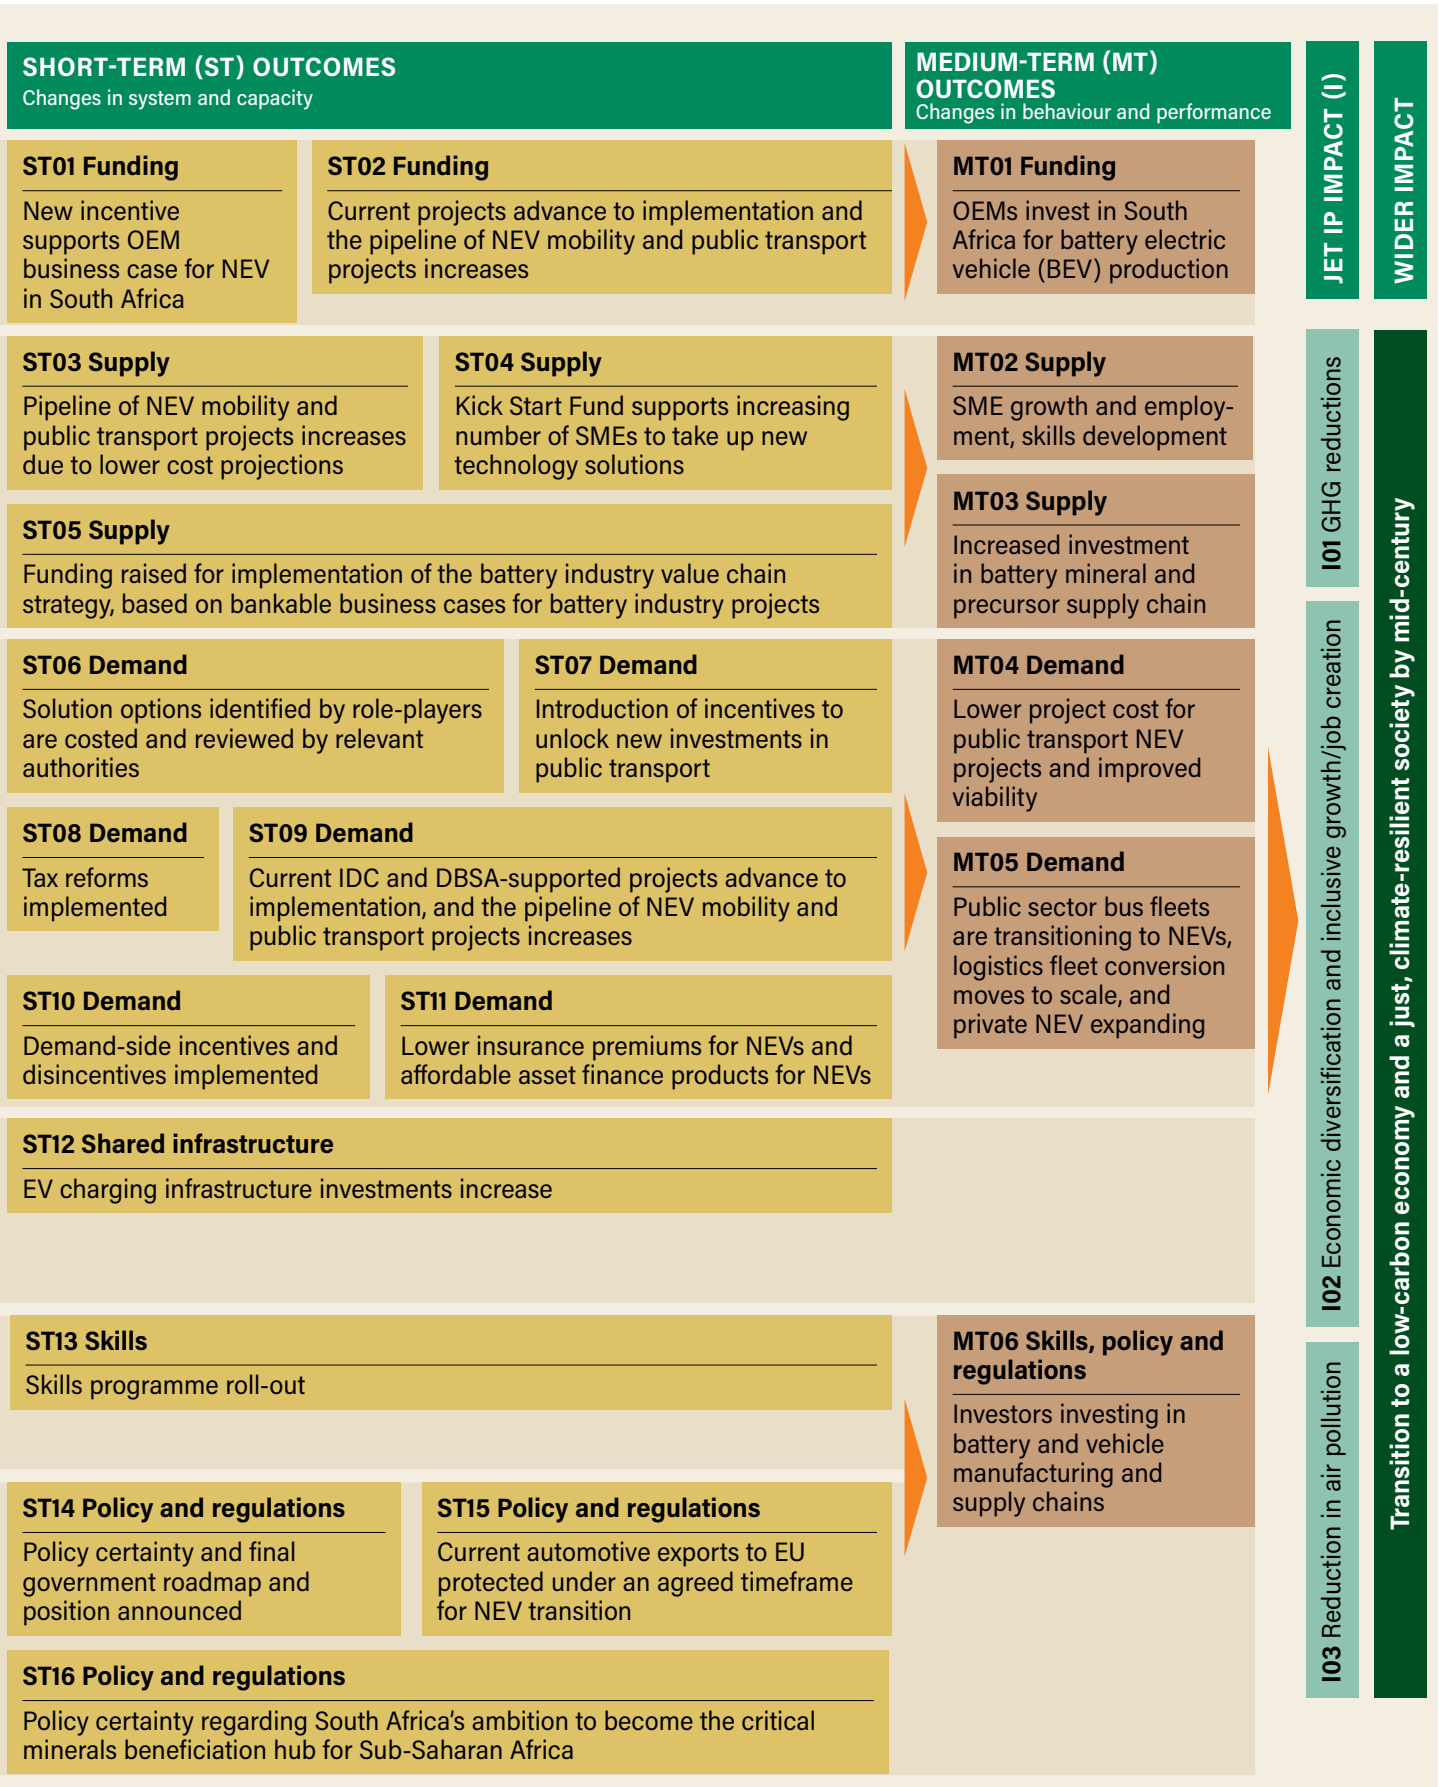 SHORT-TERM (ST) OUTCOMES
Changes in system and capacity
MEDIUM-TERM (MT)
OUTCOMES
Changes in behaviour and performance
JET IP IMPACT (I)
WIDER IMPACT
ST01 Funding
New incentive
supports OEM
business case for NEV
in South Africa
ST02 Funding
Current projects advance to implementation and
the pipeline of NEV mobility and public transport
projects increases
MT01 Funding
OEMs invest in South
Africa for battery electric
vehicle (BEV) production
ST03 Supply
Pipeline of NEV mobility and
public transport projects increases
due to lower cost projections
ST04 Supply
Kick Start Fund supports increasing
number of SMEs to take up new
technology solutions
ST05 Supply
Funding raised for implementation of the battery industry value chain
strategy, based on bankable business cases for battery industry projects
MT02 Supply
SME growth and employ-
ment, skills development
MT03 Supply
Increased investment
in battery mineral and
precursor supply chain
ST06 Demand
Solution options identified by role-players
are costed and reviewed by relevant
authorities
ST07 Demand
Introduction of incentives to
unlock new investments in
public transport
ST08 Demand
Tax reforms
implemented
ST09 Demand
Current IDC and DBSA-supported projects advance to
implementation, and the pipeline of NEV mobility and
public transport projects increases
ST10 Demand
Demand-side incentives and
disincentives implemented
ST11 Demand
Lower insurance premiums for NEVs and
affordable asset finance products for NEVs
MT04 Demand
Lower project cost for
public transport NEV
projects and improved
viability
MT05 Demand
Public sector bus fleets
are transitioning to NEVs,
logistics fleet conversion
moves to scale, and
private NEV expanding
ST12 Shared infrastructure
EV charging infrastructure investments increase
ST13 Skills
Skills programme roll-out
ST14 Policy and regulations
Policy certainty and final
government roadmap and
position announced
ST15 Policy and regulations
Current automotive exports to EU
protected under an agreed timeframe
for NEV transition
ST16 Policy and regulations
Policy certainty regarding South Africa's ambition to become the critical
minerals beneficiation hub for Sub-Saharan Africa
MT06 Skills, policy and
regulations
Investors investing in
battery and vehicle
manufacturing and
supply chains
I01 GHG reductions
I02 Economic diversification and inclusive growth/job creation
I03 Reduction in air pollution
Transition to a low-carbon economy and a just, climate-resilient society by mid-century